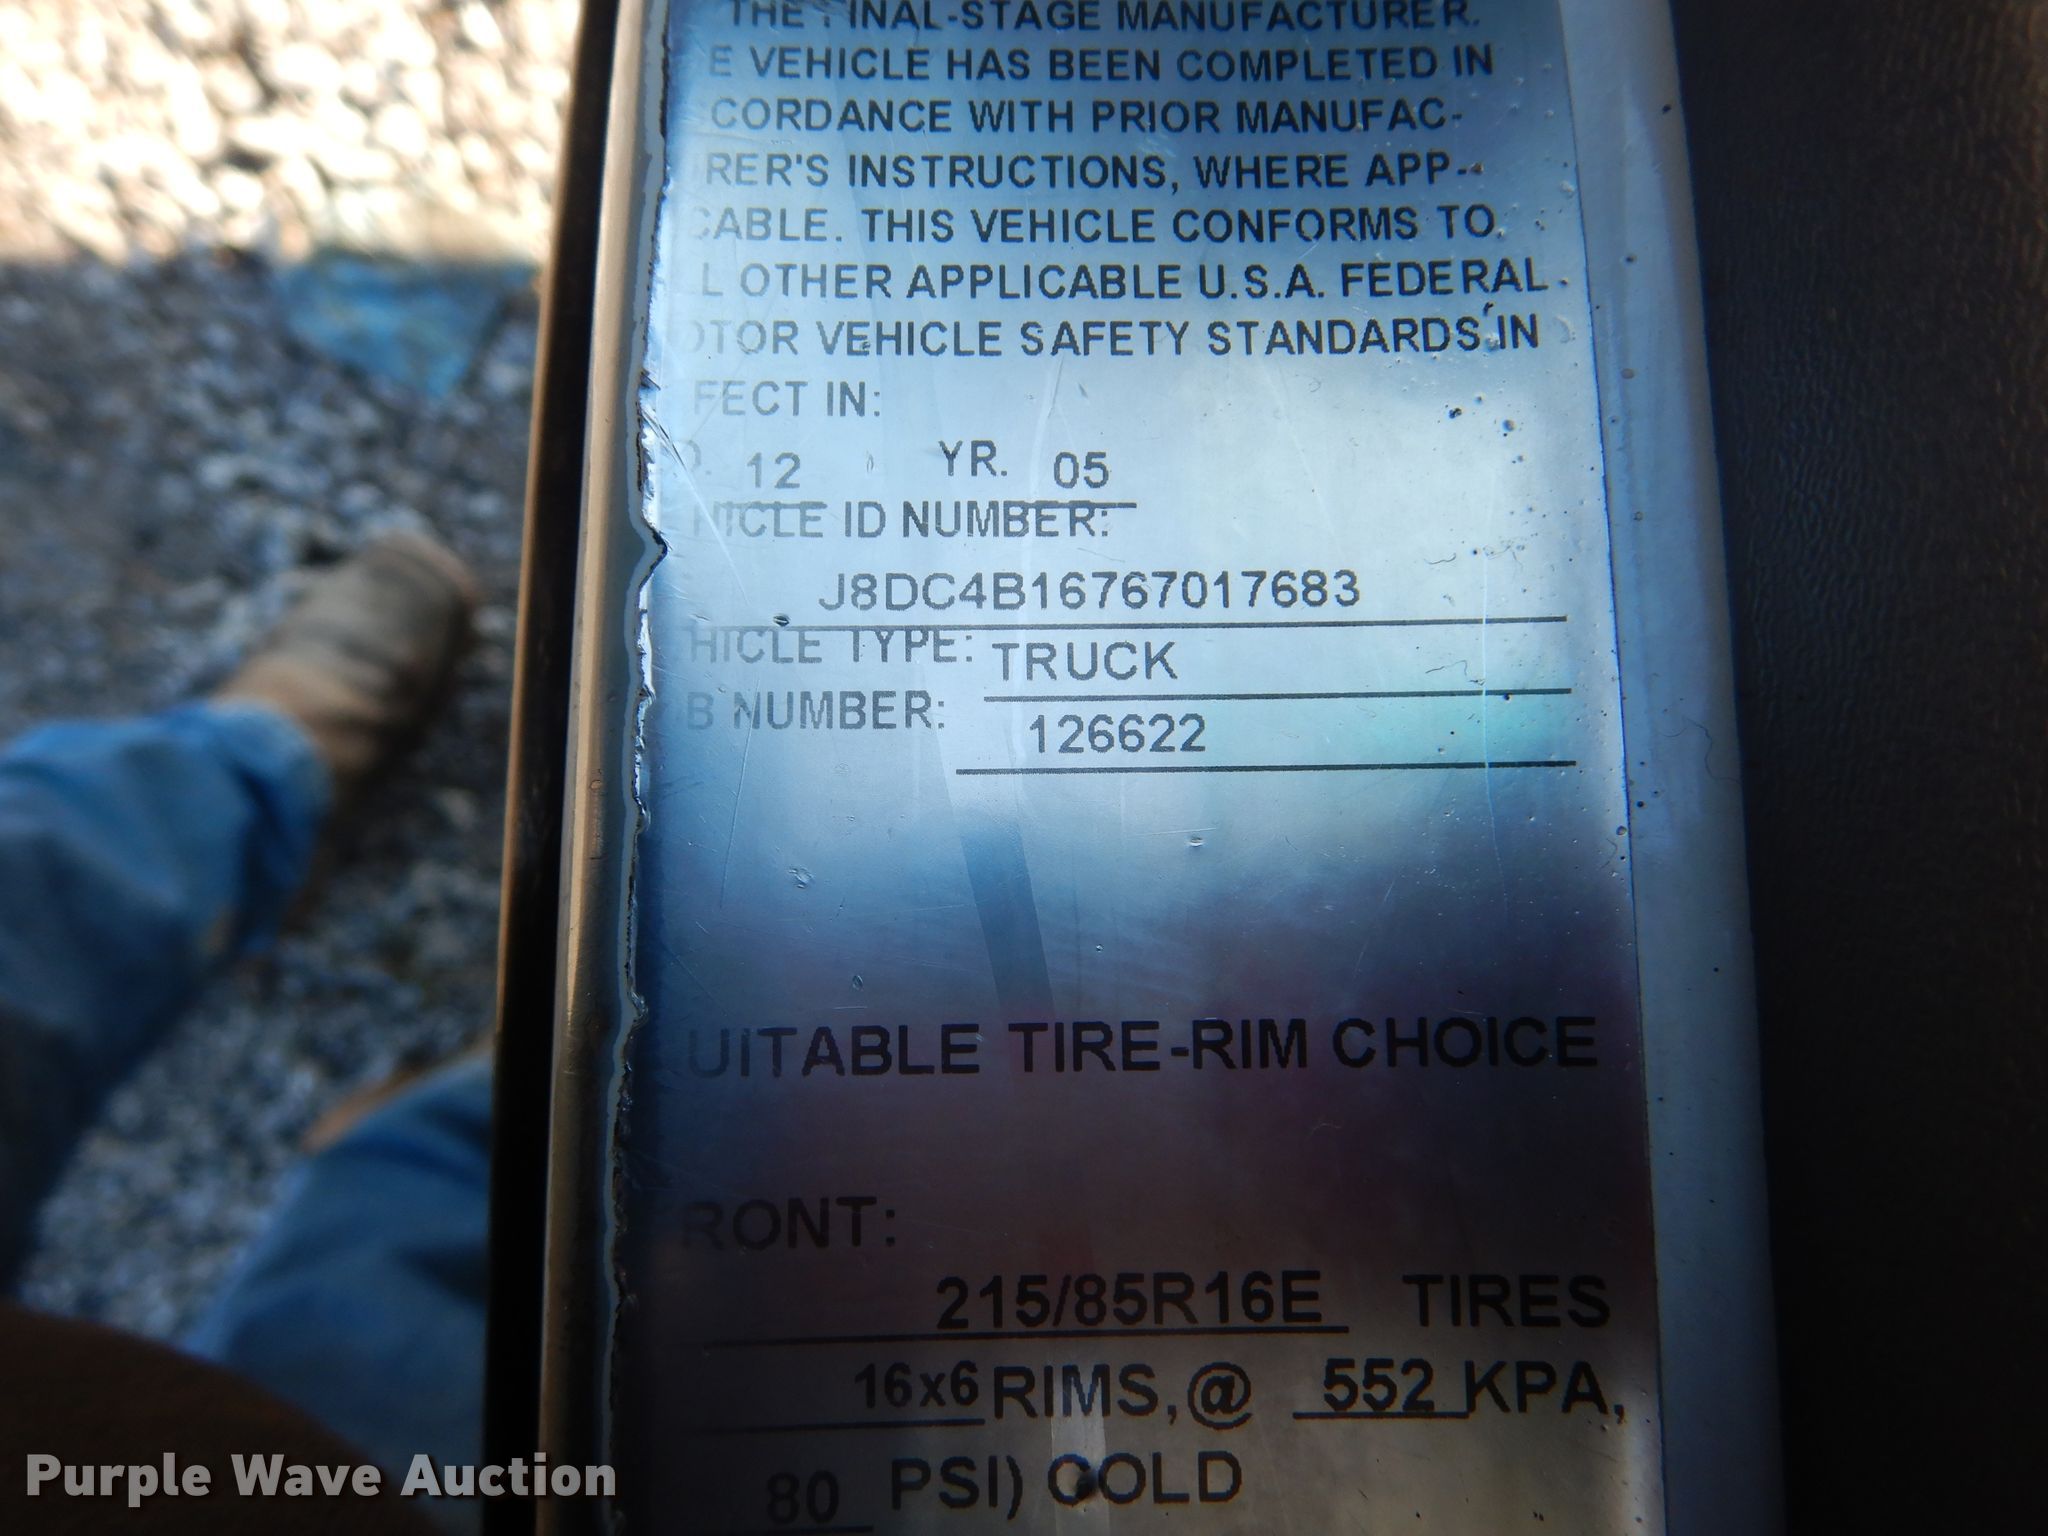 THE FINAL-STAGE MANUFACTURER.
E VEHICLE HAS BEEN COMPLETED IN
CORDANCE WITH PRIOR MANUFAC-
RER'S INSTRUCTIONS, WHERE APP-
CABLE. THIS VEHICLE CONFORMS TO
L OTHER APPLICABLE U.S.A. FEDERAL
OTOR VEHICLE SAFETY STANDARDS IN
FECT IN:
O. 12 YR. 05
HICLE ID NUMBER:
J8DC4B16767017683
HICLE TYPE: TRUCK
OB NUMBER: 126622
UITABLE TIRE-RIM CHOICE
RONT:
215/85R16E TIRES
16x6 RIMS, @ 552 KPA,
80 PSI) COLD
Purple Wave Auction